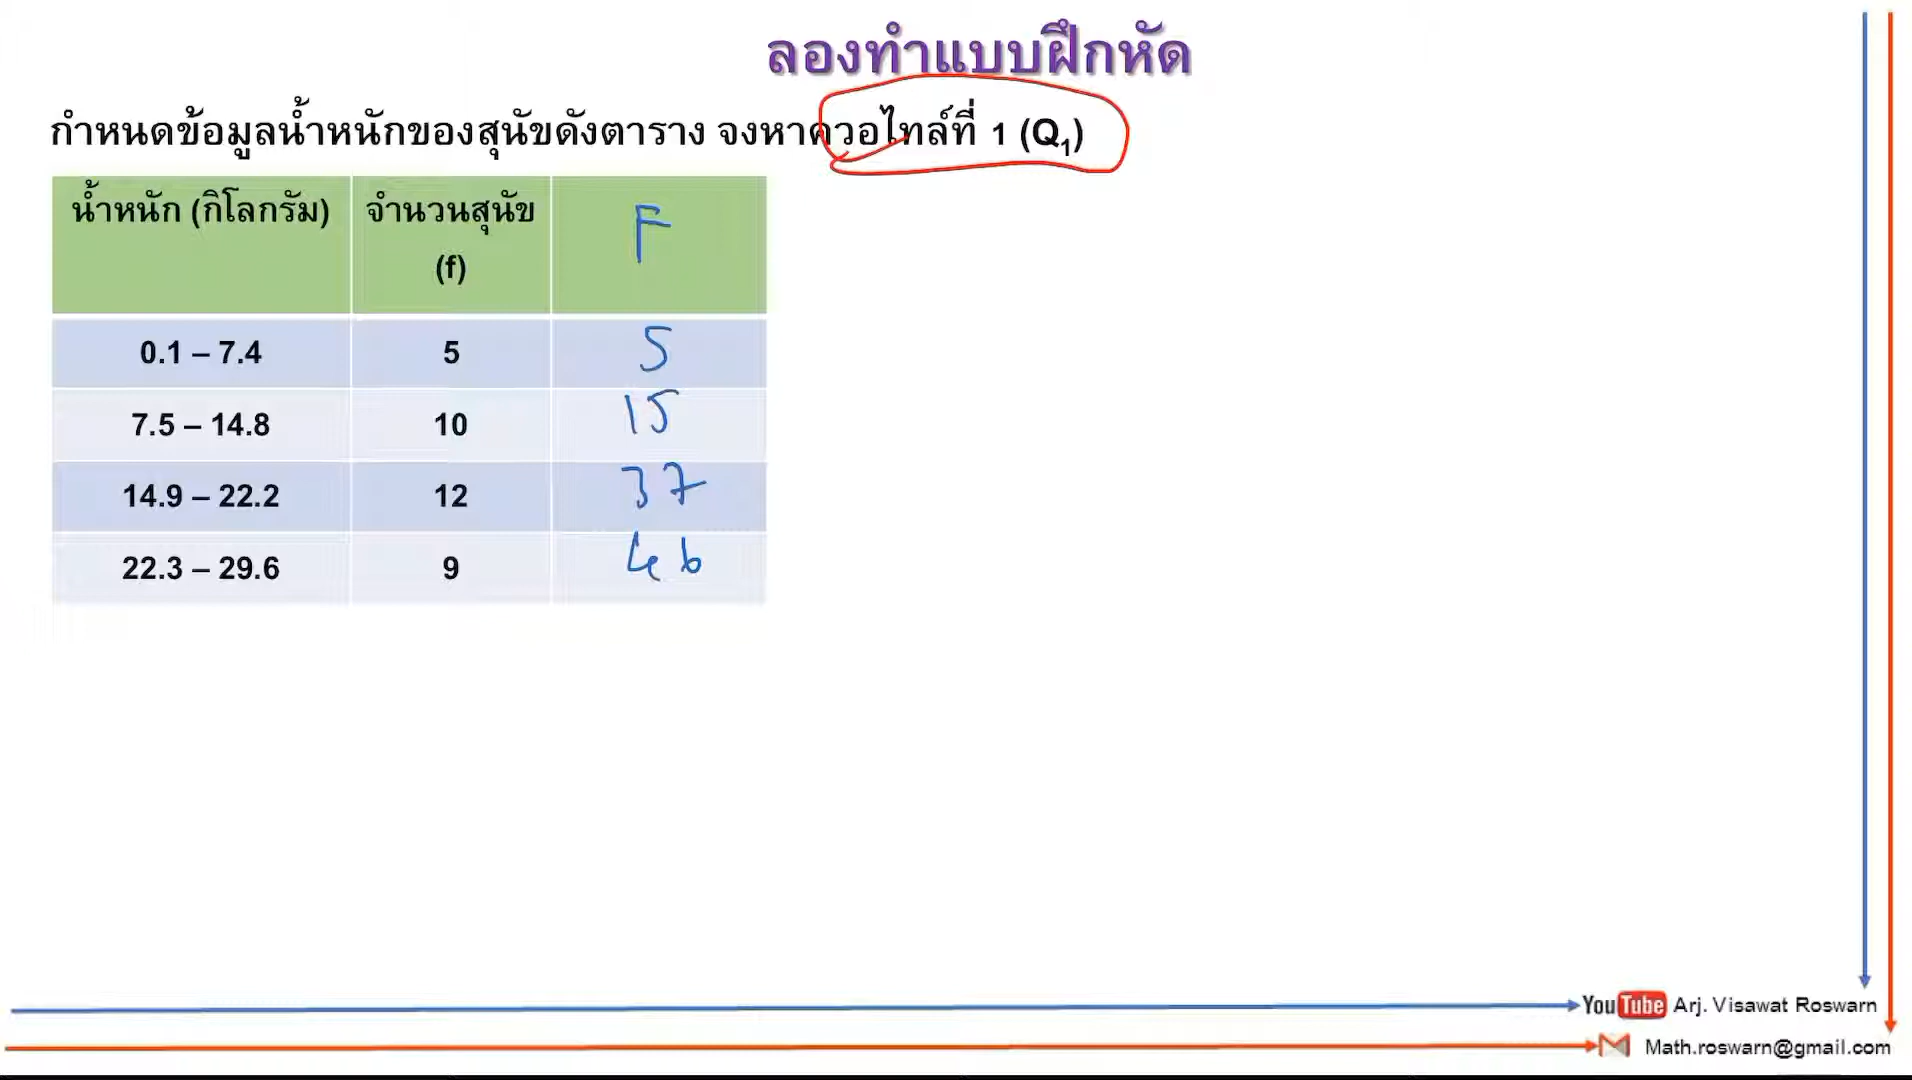 ลองทำแบบฝึกหัด
กำหนดข้อมูลน้ำหนักของสุนัขดังตาราง จงหาควอไทล์ที่ 1 (Q₁)
น้ำหนัก (กิโลกรัม) จำนวนสุนัข (f) F
0.1 – 7.4 5 5
7.5 – 14.8 10 15
14.9 – 22.2 12 37
22.3 – 29.6 9 46
YouTube Arj. Visawat Roswarn
Math.roswarn@gmail.com